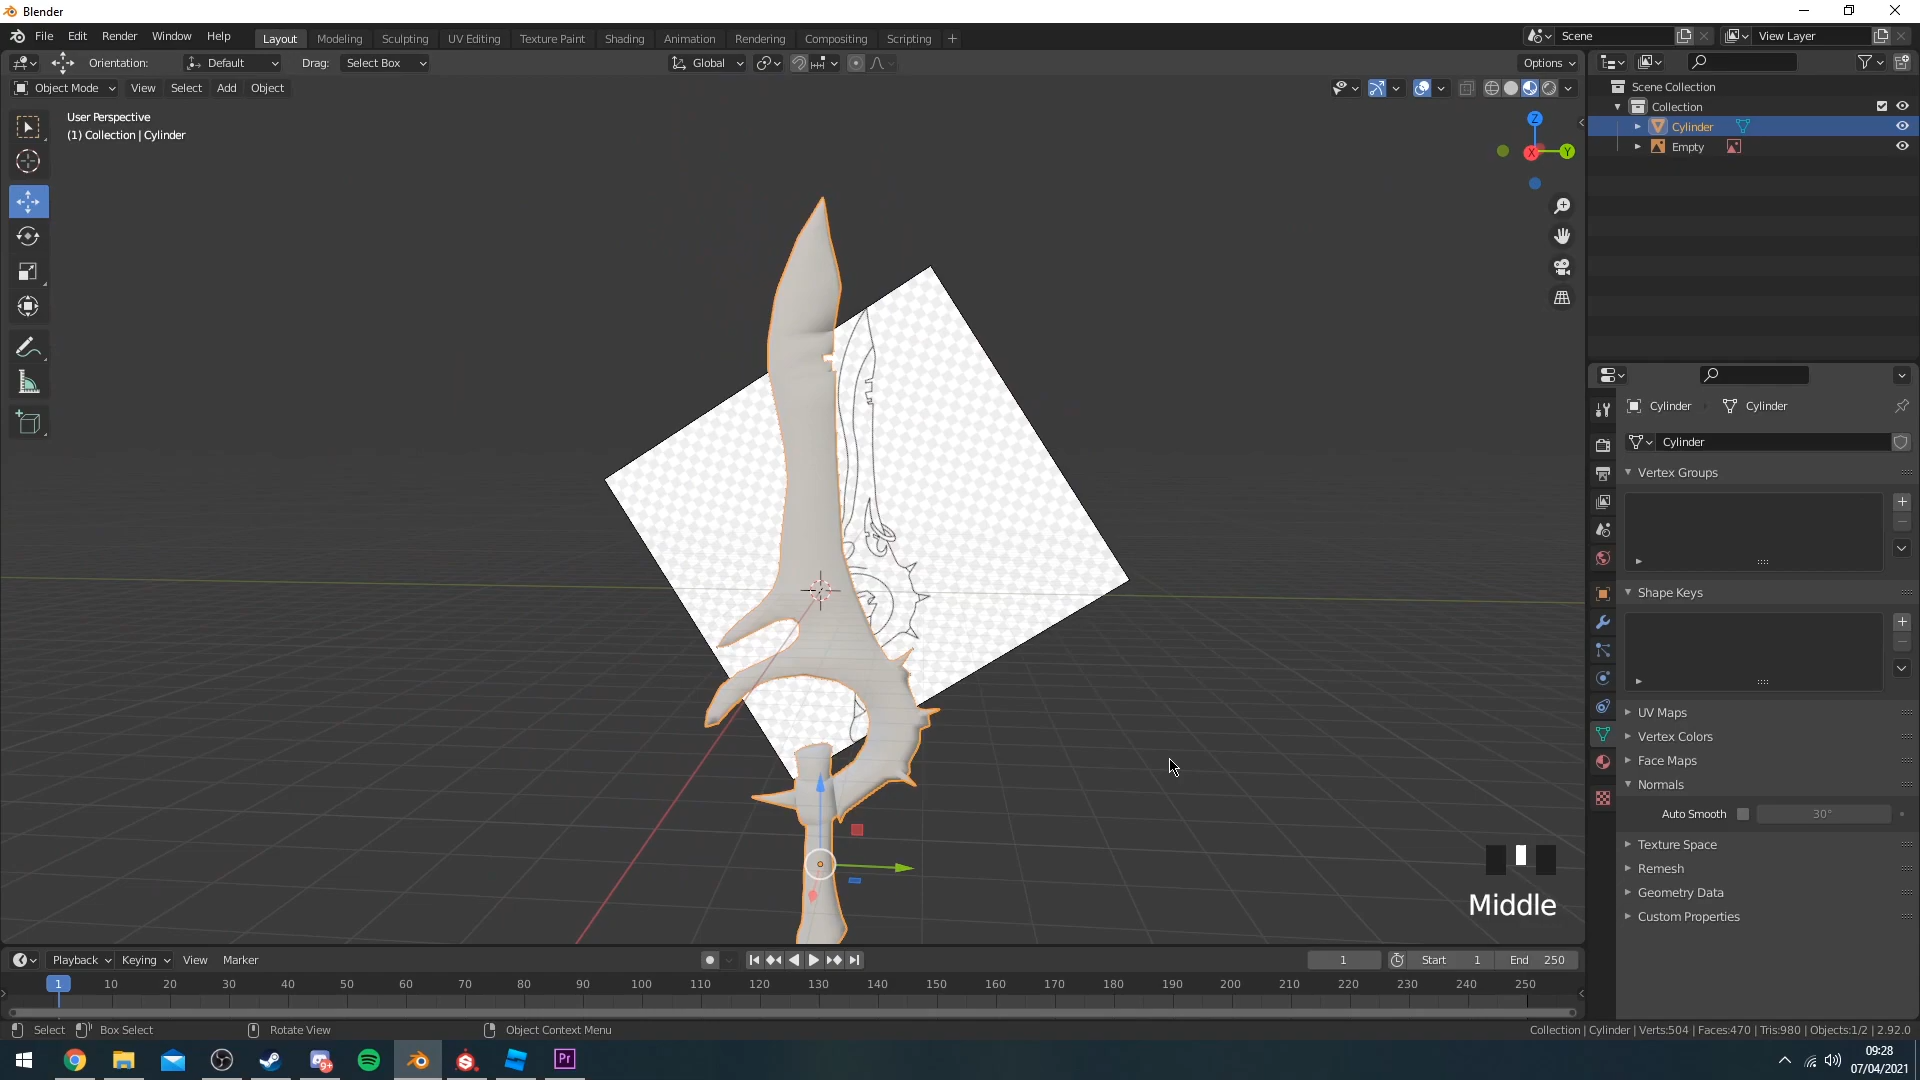 Blender
File Edit Render Window Help
Layout Modeling Sculpting UV Editing Texture Paint Shading Animation Rendering Compositing Scripting +
Scene
View Layer
Orientation: Default Drag: Select Box
Global
Options
Object Mode View Select Add Object
User Perspective
(1) Collection | Cylinder
Z
X
Y
Scene Collection
Collection
Cylinder
Empty
Cylinder Cylinder
Cylinder
Vertex Groups
Shape Keys
UV Maps
Vertex Colors
Face Maps
Normals
Auto Smooth 30°
Texture Space
Remesh
Geometry Data
Custom Properties
Middle
Playback Keying View Marker
1 Start 1 End 250
1 10 20 30 40 50 60 70 80 90 100 110 120 130 140 150 160 170 180 190 200 210 220 230 240 250
Select Box Select Rotate View Object Context Menu
Collection | Cylinder | Verts:504 | Faces:470 | Tris:980 | Objects:1/2 | 2.92.0
9+
Pr
09:28
07/04/2021